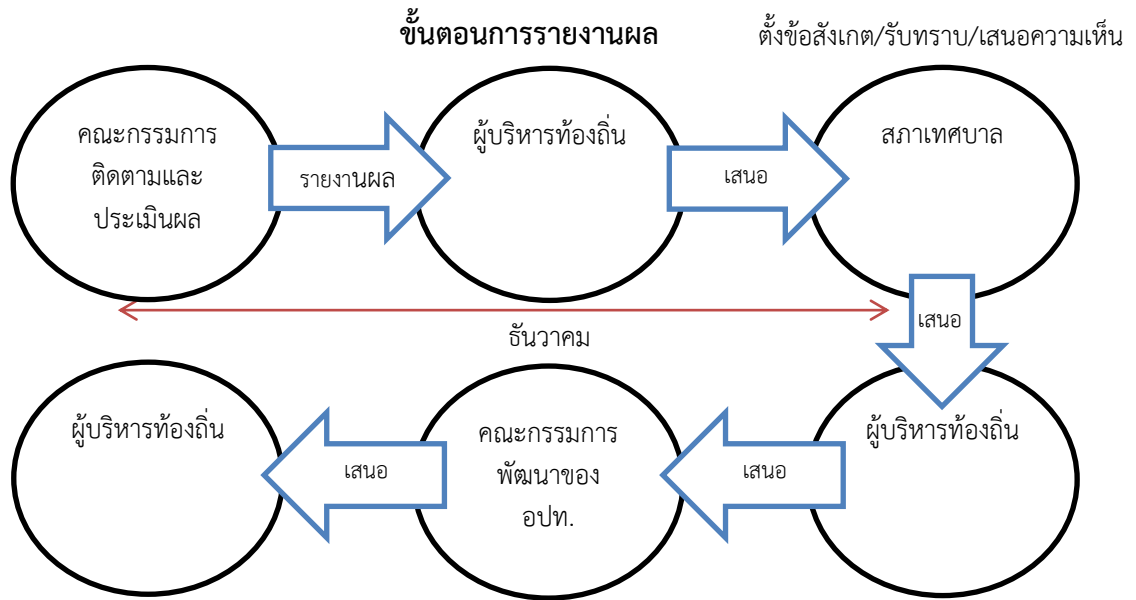 ขั้นตอนการรายงานผล
ตั้งข้อสังเกต/รับทราบ/เสนอความเห็น
คณะกรรมการ
ติดตามและ
ประเมินผล
รายงานผล
ผู้บริหารท้องถิ่น
เสนอ
สภาเทศบาล
ธันวาคม
เสนอ
ผู้บริหารท้องถิ่น
เสนอ
คณะกรรมการ
พัฒนาของ
อปท.
เสนอ
ผู้บริหารท้องถิ่น